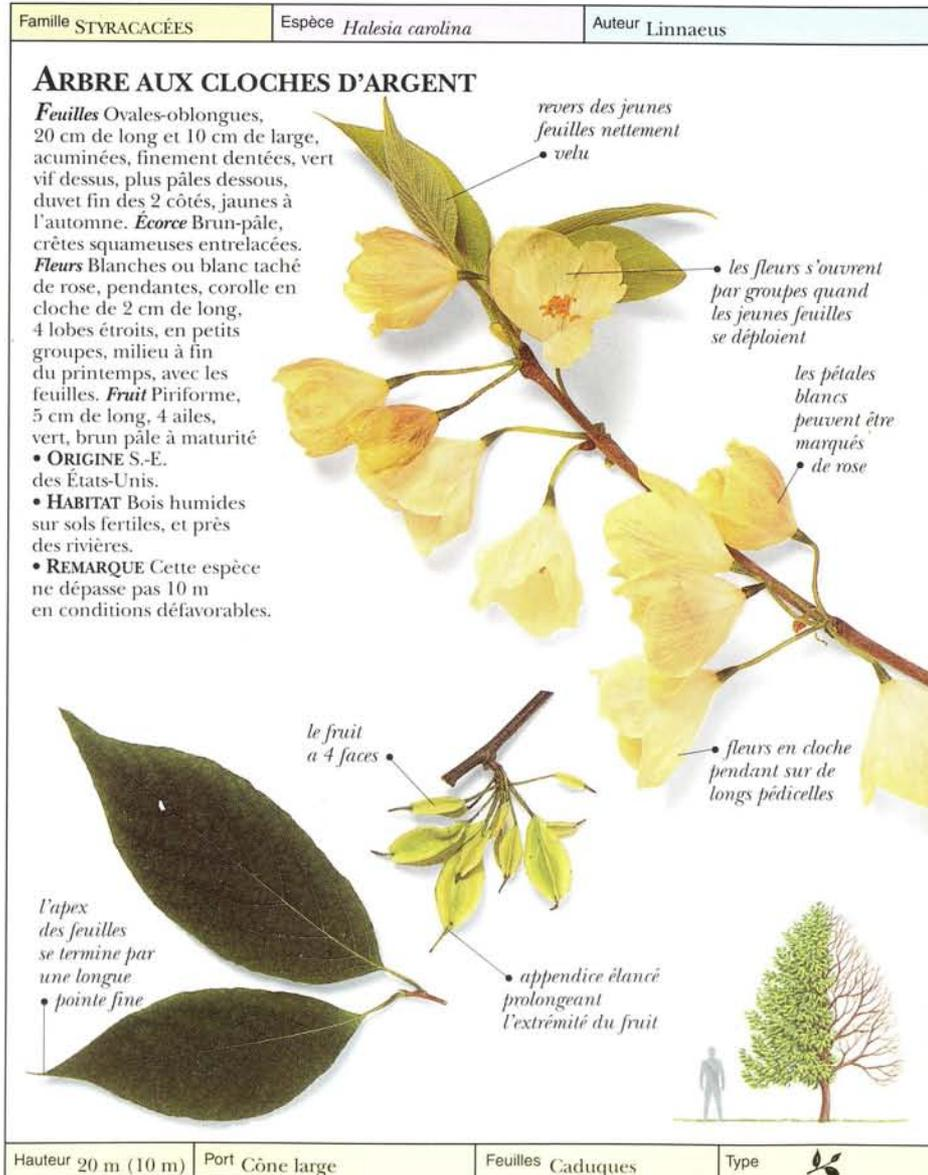 Famille STYRACACÉES
Espèce Halesia carolina
Auteur Linnaeus
ARBRE AUX CLOCHES D'ARGENT
Feuilles Ovales-oblongues,
20 cm de long et 10 cm de large,
acuminées, finement dentées, vert
vif dessus, plus pâles dessous,
duvet fin des 2 côtés, jaunes à
l'automne. Écorce Brun-pâle,
crêtes squameuses entrelacées.
Fleurs Blanches ou blanc taché
de rose, pendantes, corolle en
cloche de 2 cm de long,
4 lobes étroits, en petits
groupes, milieu à fin
du printemps, avec les
feuilles. Fruit Piriforme,
5 cm de long, 4 ailes,
vert, brun pâle à maturité
• ORIGINE S.-E.
des États-Unis.
• HABITAT Bois humides
sur sols fertiles, et près
des rivières.
• REMARQUE Cette espèce
ne dépasse pas 10 m
en conditions défavorables.
revers des jeunes
feuilles nettement
velu
les fleurs s'ouvrent
par groupes quand
les jeunes feuilles
se déploient
les pétales
blancs
peuvent être
marqués
de rose
le fruit
a 4 faces
fleurs en cloche
pendant sur de
longs pédicelles
l'apex
des feuilles
se termine par
une longue
pointe fine
appendice élancé
prolongeant
l'extrémité du fruit
Hauteur 20 m (10 m)
Port Cône large
Feuilles Caduques
Type